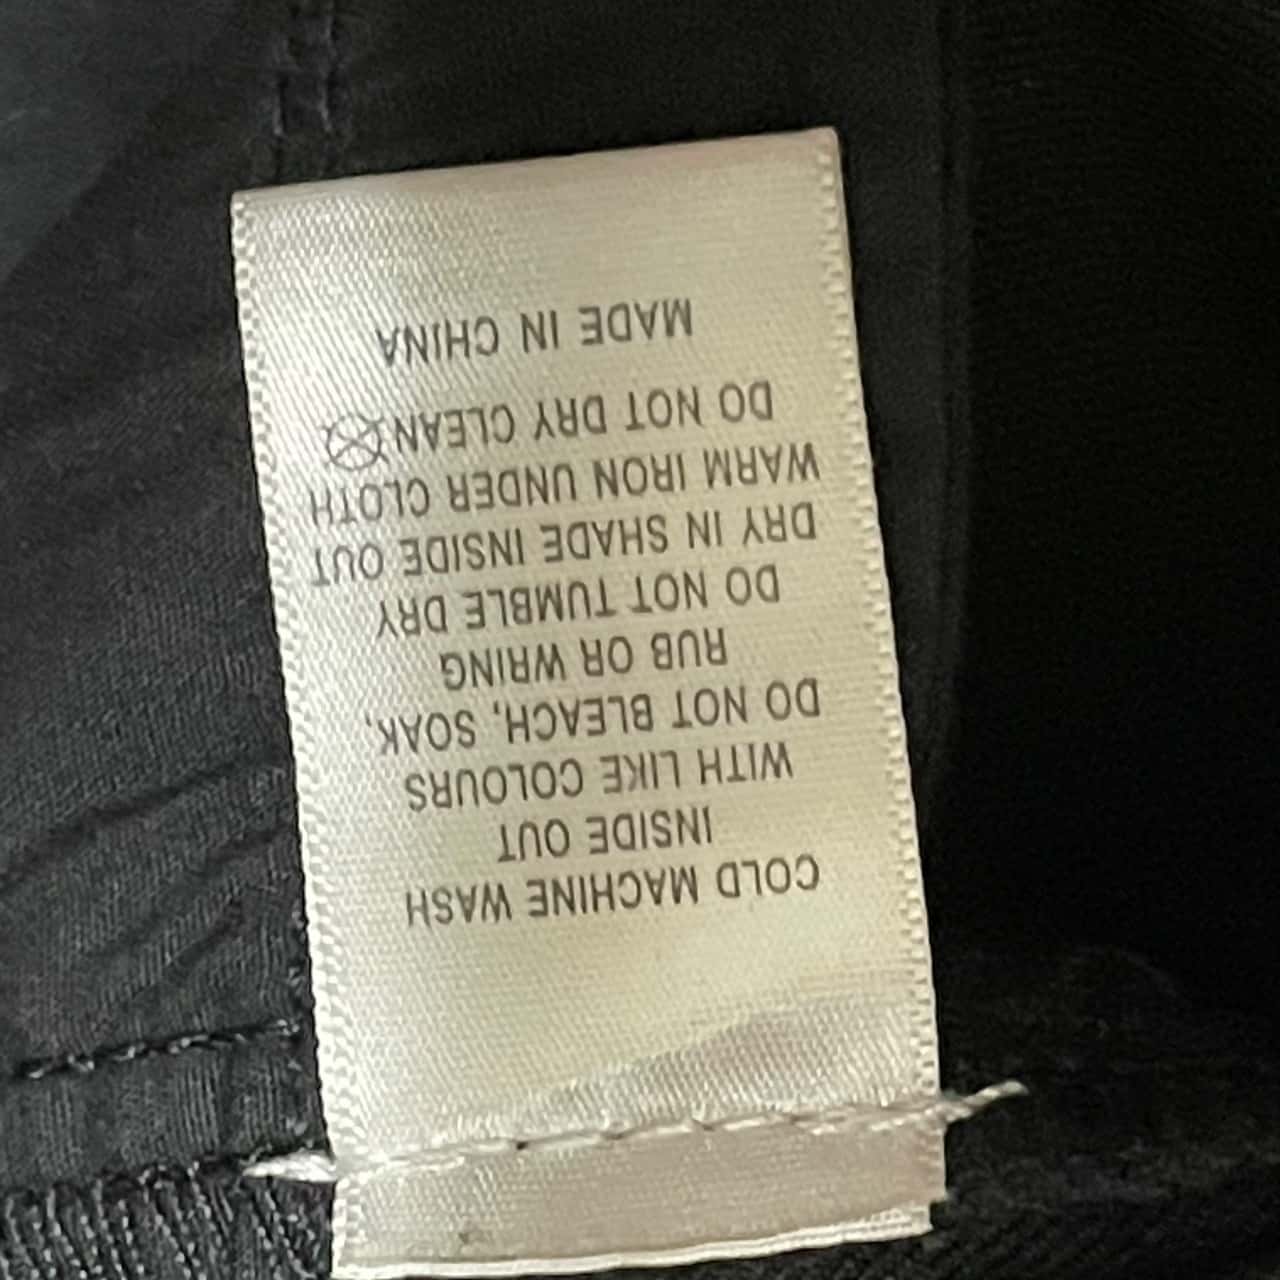 COLD MACHINE WASH
INSIDE OUT
WITH LIKE COLOURS
DO NOT BLEACH, SOAK,
RUB OR WRING
DO NOT TUMBLE DRY
DRY IN SHADE INSIDE OUT
WARM IRON UNDER CLOTH
DO NOT DRY CLEAN
MADE IN CHINA